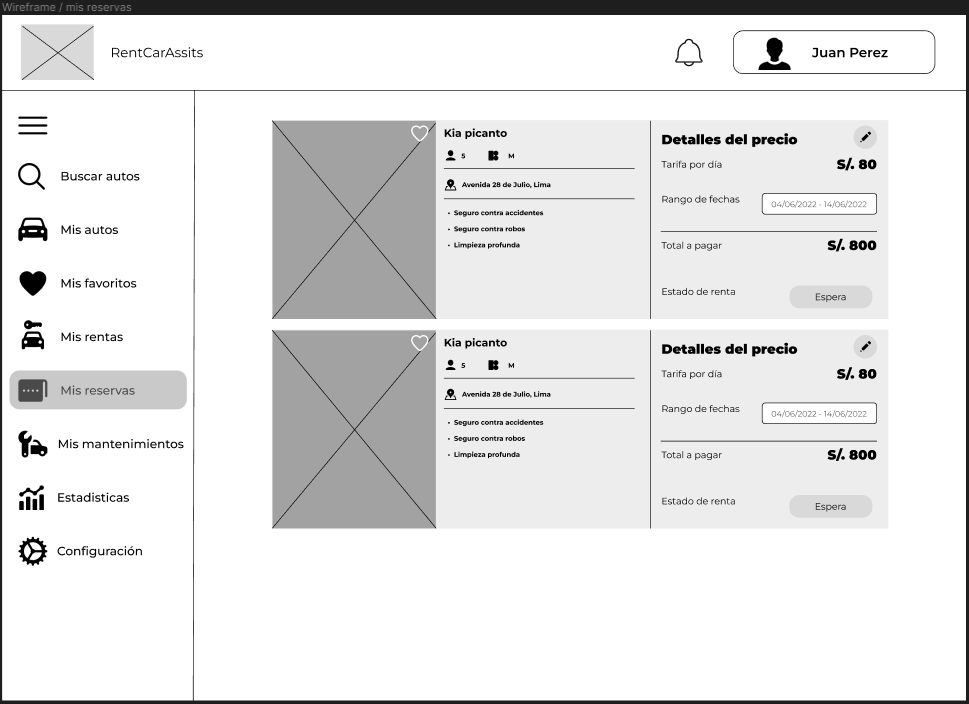 Wireframe / mis reservas
RentCarAssits
Juan Perez
Buscar autos
Mis autos
Mis favoritos
Mis rentas
Mis reservas
Mis mantenimientos
Estadisticas
Configuración
Kia picanto
5 M
Avenida 28 de Julio, Lima
• Seguro contra accidentes
• Seguro contra robos
• Limpieza profunda
Detalles del precio
Tarifa por día S/. 80
Rango de fechas 04/06/2022 - 14/06/2022
Total a pagar S/. 800
Estado de renta Espera
Kia picanto
5 M
Avenida 28 de Julio, Lima
• Seguro contra accidentes
• Seguro contra robos
• Limpieza profunda
Detalles del precio
Tarifa por día S/. 80
Rango de fechas 04/06/2022 - 14/06/2022
Total a pagar S/. 800
Estado de renta Espera